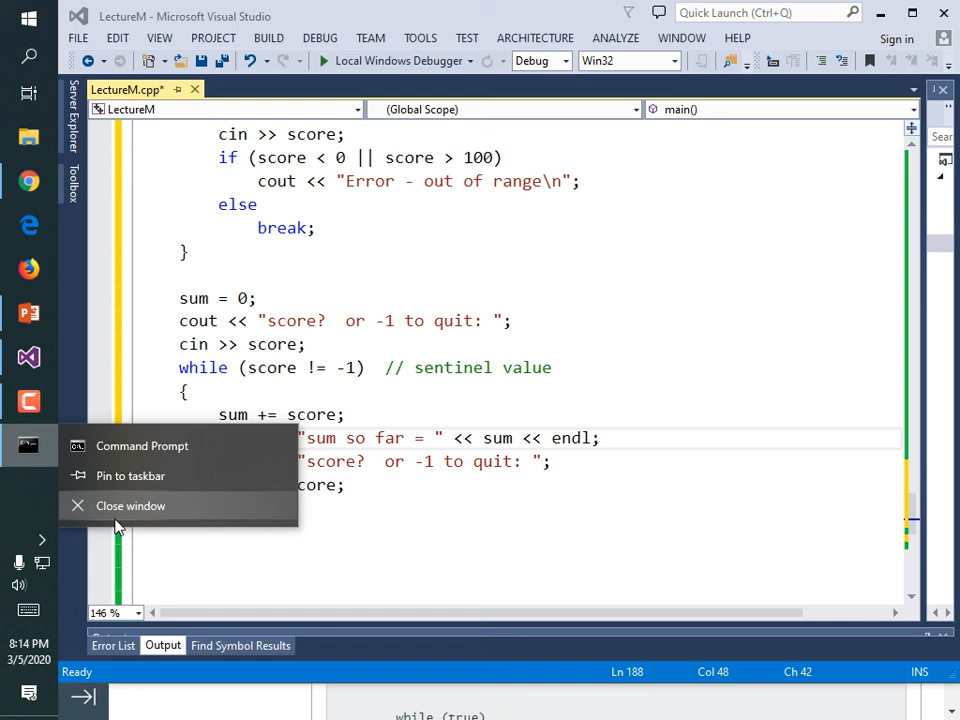 LectureM - Microsoft Visual Studio
Quick Launch (Ctrl+Q)
FILE EDIT VIEW PROJECT BUILD DEBUG TEAM TOOLS TEST ARCHITECTURE ANALYZE WINDOW HELP Sign in
Local Windows Debugger Debug Win32
LectureM.cpp*
LectureM (Global Scope) main()
Server Explorer
Toolbox
Sear
cin >> score;
if (score < 0 || score > 100)
cout << "Error - out of range\n";
else
break;
}
sum = 0;
cout << "score?  or -1 to quit: ";
cin >> score;
while (score != -1)  // sentinel value
{
sum += score;
"sum so far = " << sum << endl;
"score?  or -1 to quit: ";
core;
Command Prompt
Pin to taskbar
Close window
146 %
Error List Output Find Symbol Results
Ready Ln 188 Col 48 Ch 42 INS
8:14 PM
3/5/2020
while (true)